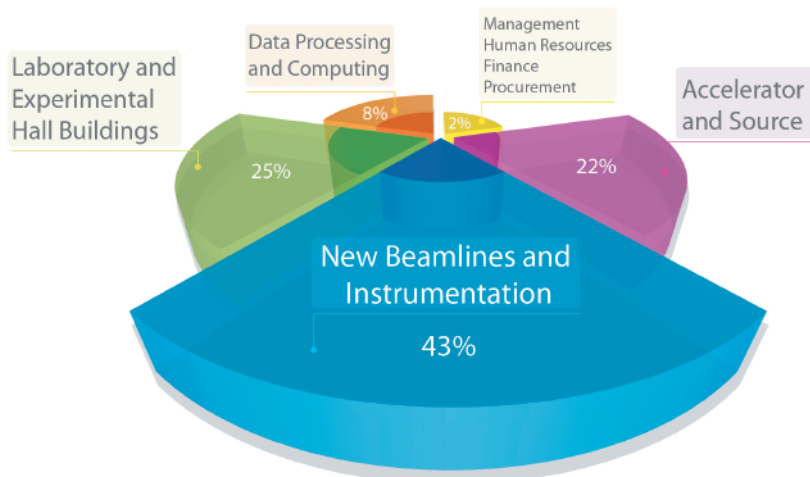 Laboratory and
Experimental
Hall Buildings
25%
Data Processing
and Computing
8%
Management
Human Resources
Finance
Procurement
2%
Accelerator
and Source
22%
New Beamlines and
Instrumentation
43%